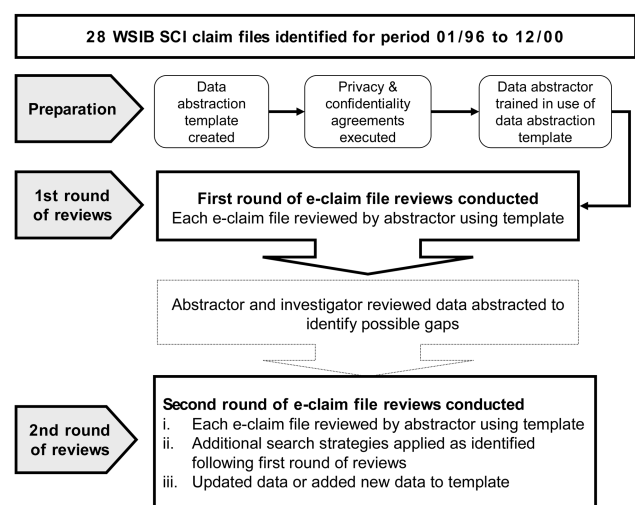 28 WSIB SCI claim files identified for period 01/96 to 12/00
Preparation
Data
abstraction
template
created
Privacy &
confidentiality
agreements
executed
Data abstractor
trained in use of
data abstraction
template
1st round
of reviews
First round of e-claim file reviews conducted
Each e-claim file reviewed by abstractor using template
Abstractor and investigator reviewed data abstracted to
identify possible gaps
2nd round
of reviews
Second round of e-claim file reviews conducted
i. Each e-claim file reviewed by abstractor using template
ii. Additional search strategies applied as identified
following first round of reviews
iii. Updated data or added new data to template